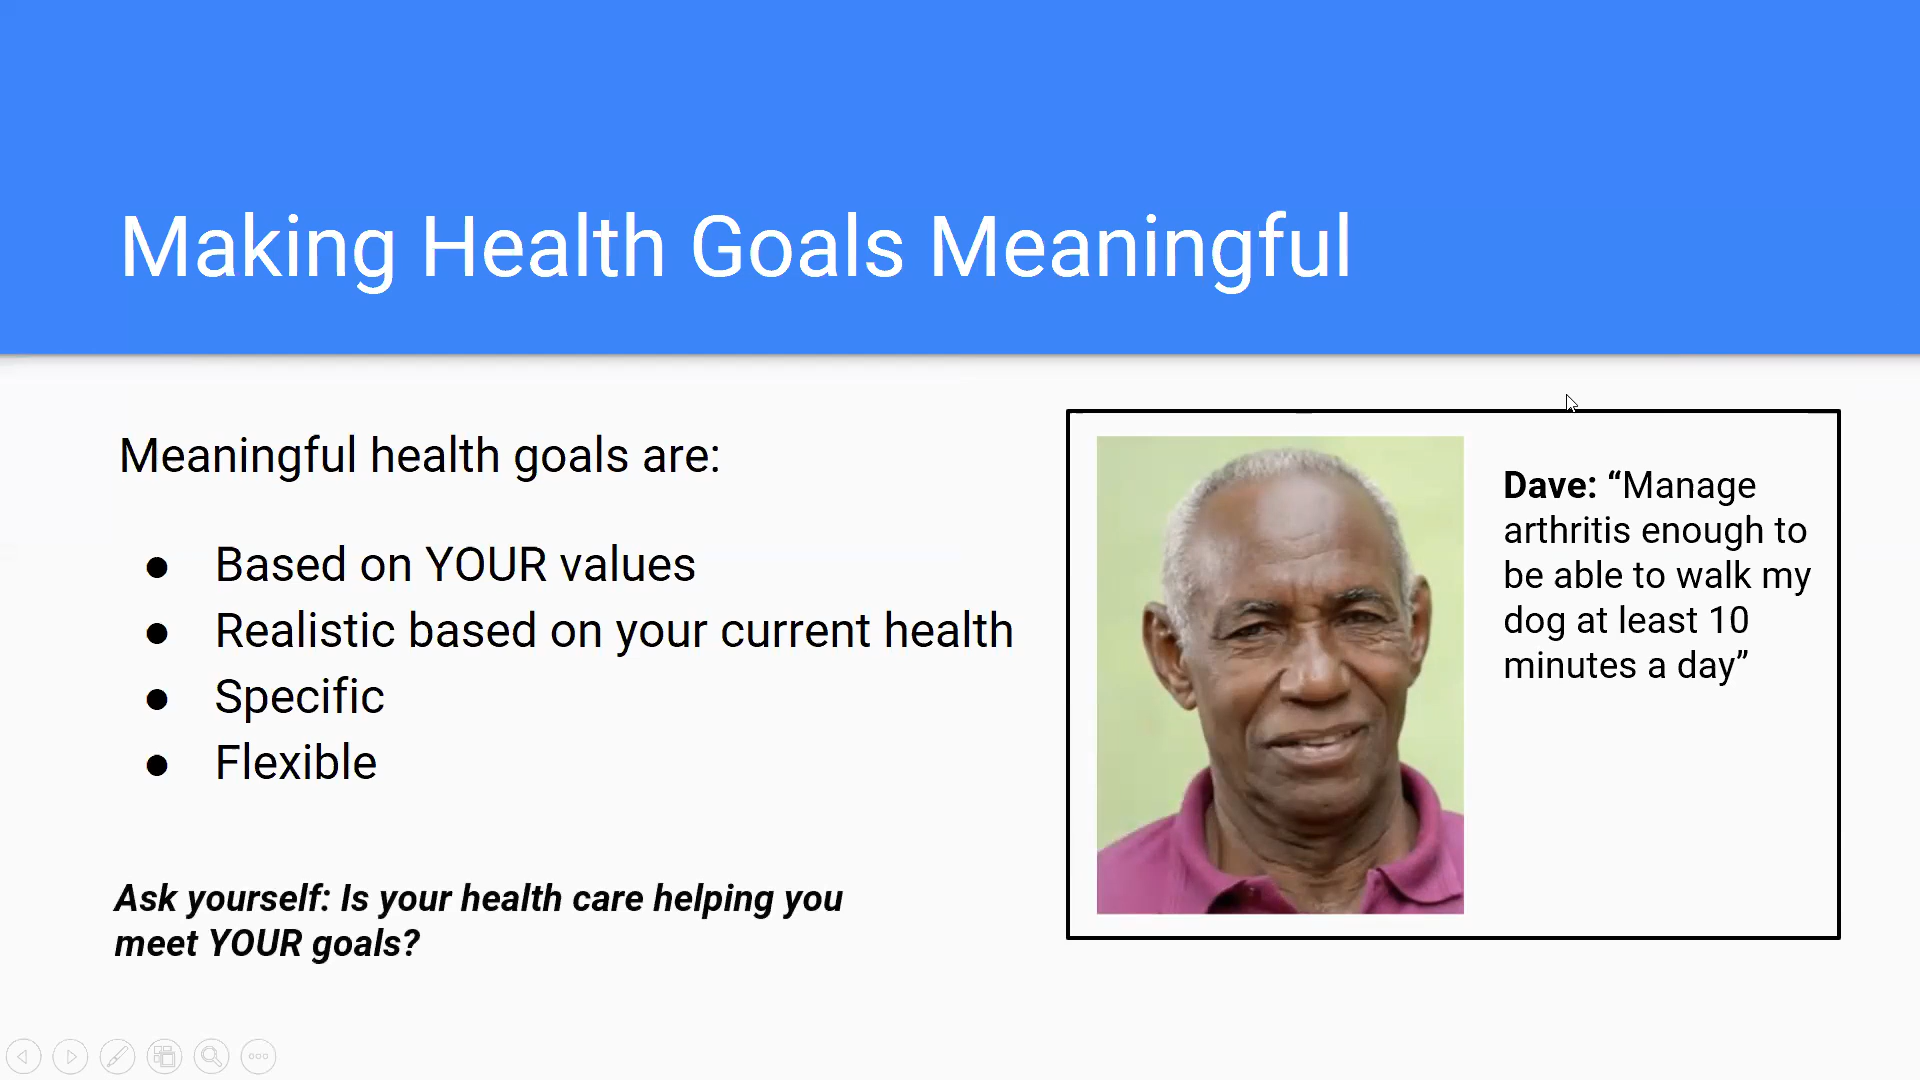 Making Health Goals Meaningful
Meaningful health goals are:
● Based on YOUR values
● Realistic based on your current health
● Specific
● Flexible
Ask yourself: Is your health care helping you
meet YOUR goals?
Dave: “Manage
arthritis enough to
be able to walk my
dog at least 10
minutes a day”